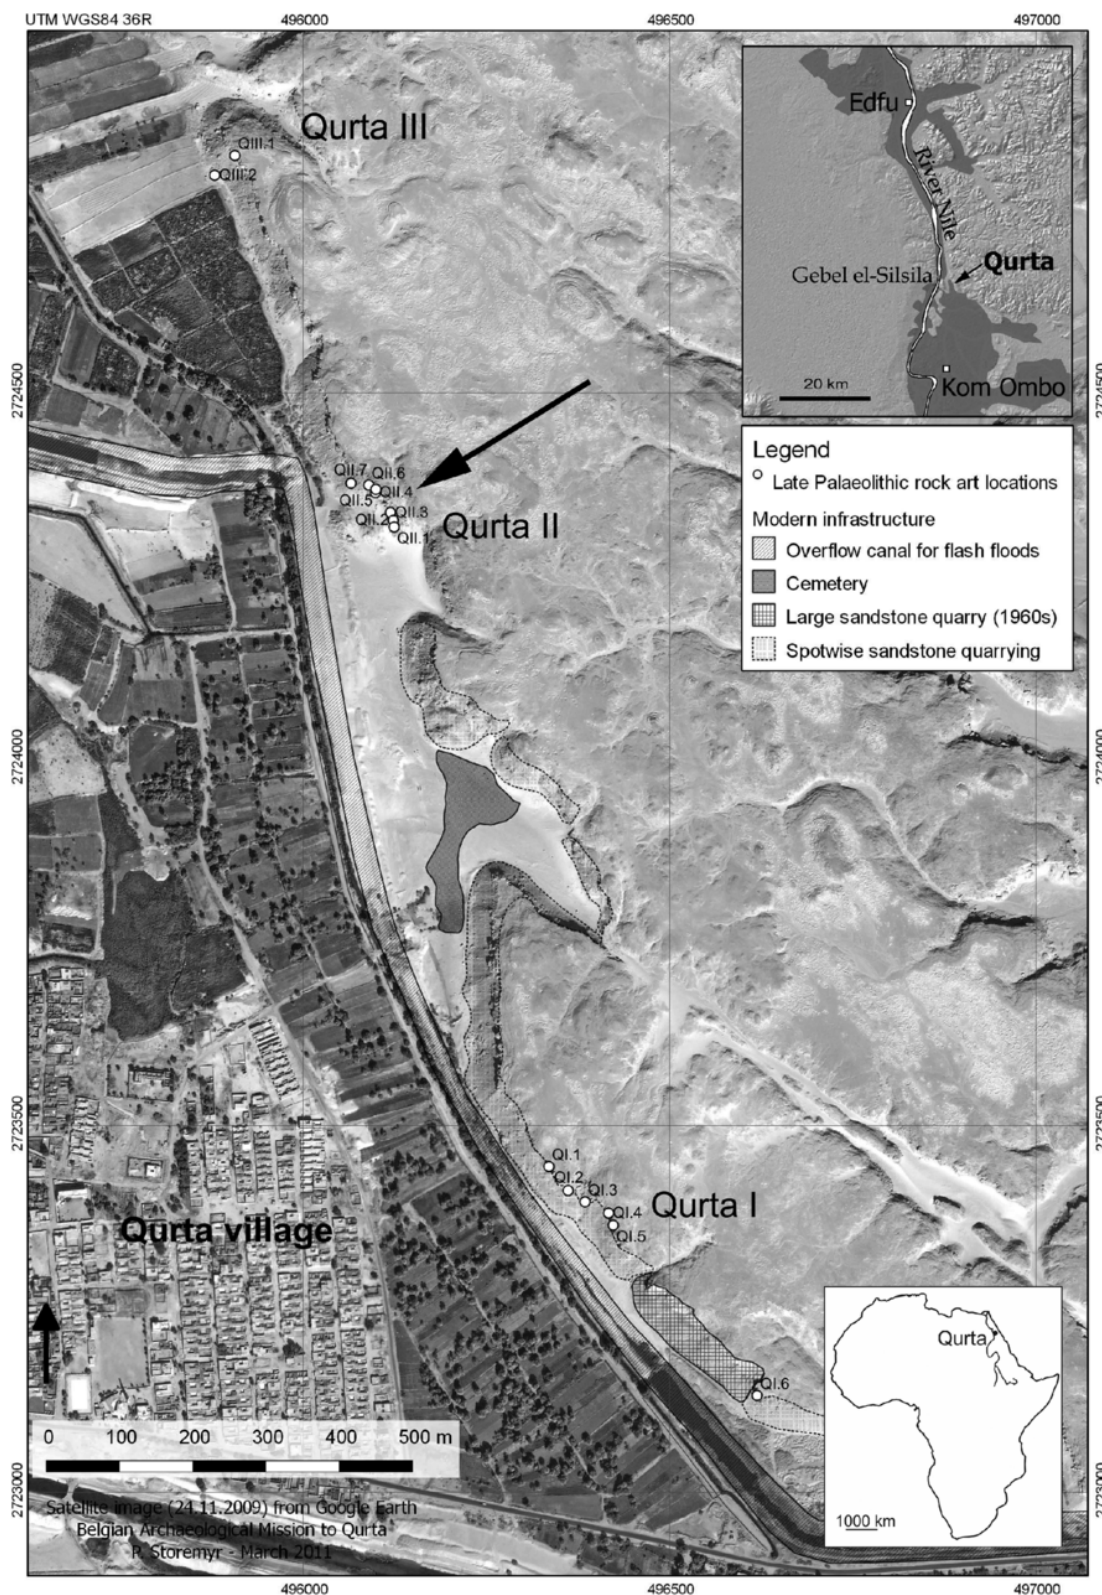 UTM WGS84 36R
496000
496500
497000
Qurta III
QIII.1
QIII.2
Edfu
River Nile
Qurta
Gebel el-Silsila
Kom Ombo
20 km
2724500
2724500
QII.7
QII.6
QII.4
QII.5
QII.3
QII.2
QII.1
Qurta II
Legend
Late Palaeolithic rock art locations
Modern infrastructure
Overflow canal for flash floods
Cemetery
Large sandstone quarry (1960s)
Spotwise sandstone quarrying
2724000
2724000
2723500
2723500
QI.1
QI.2
QI.3
QI.4
QI.5
Qurta I
Qurta village
QI.6
Qurta
1000 km
0 100 200 300 400 500 m
2723000
2723000
Satellite image (24.11.2009) from Google Earth
Belgian Archaeological Mission to Qurta
P. Storemyr - March 2011
496000
496500
497000